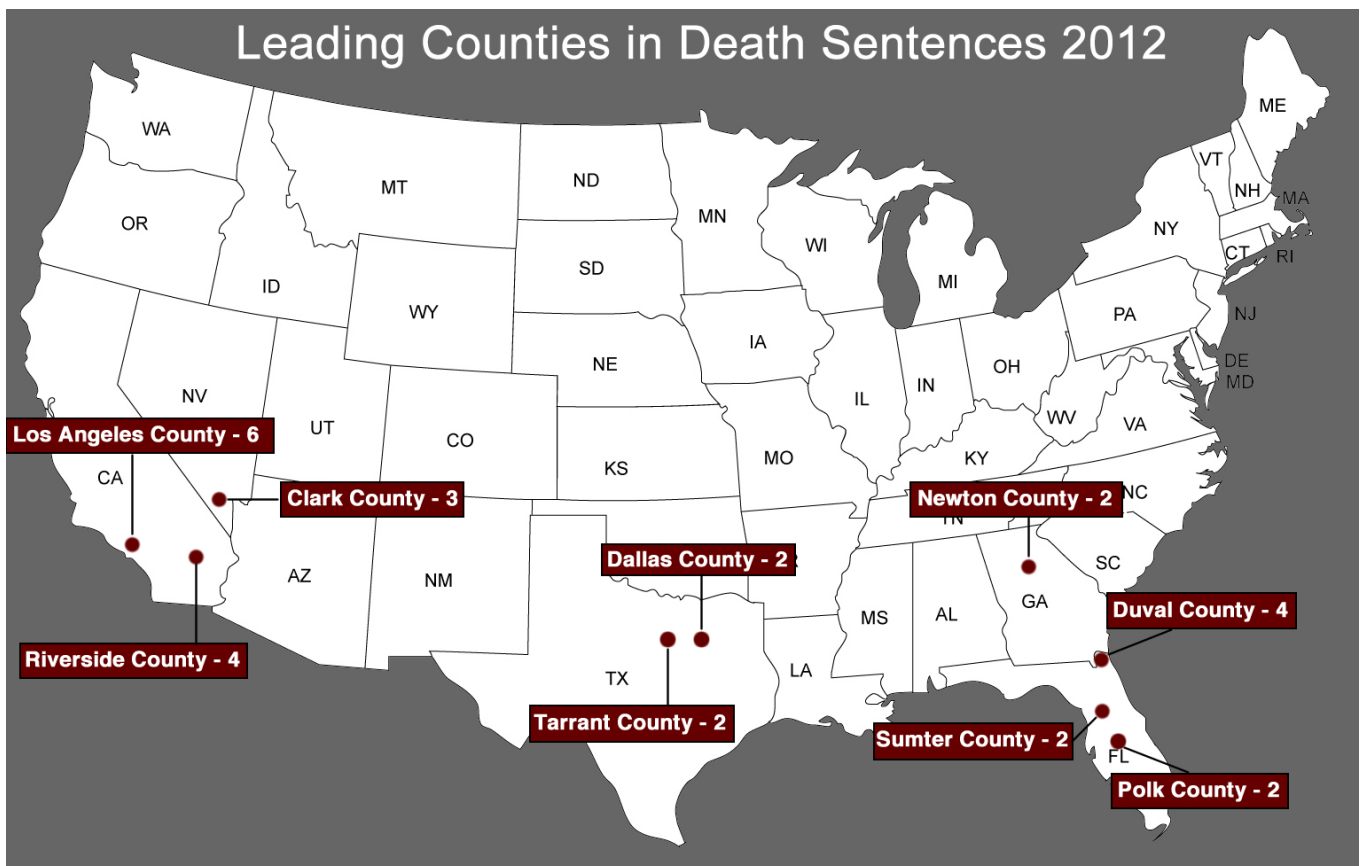 Leading Counties in Death Sentences 2012
ME
WA
VT
MT
ND
NH
MA
OR
MN
NY
WI
CT
RI
SD
ID
MI
WY
PA
NJ
IA
DE
NE
OH
MD
NV
IN
IL
WV
UT
VA
Los Angeles County - 6
CO
MO
KY
KS
CA
Clark County - 3
Newton County - 2
NC
TN
Dallas County - 2
SC
AZ
NM
GA
Duval County - 4
MS
AL
Riverside County - 4
LA
TX
Tarrant County - 2
Sumter County - 2
FL
Polk County - 2